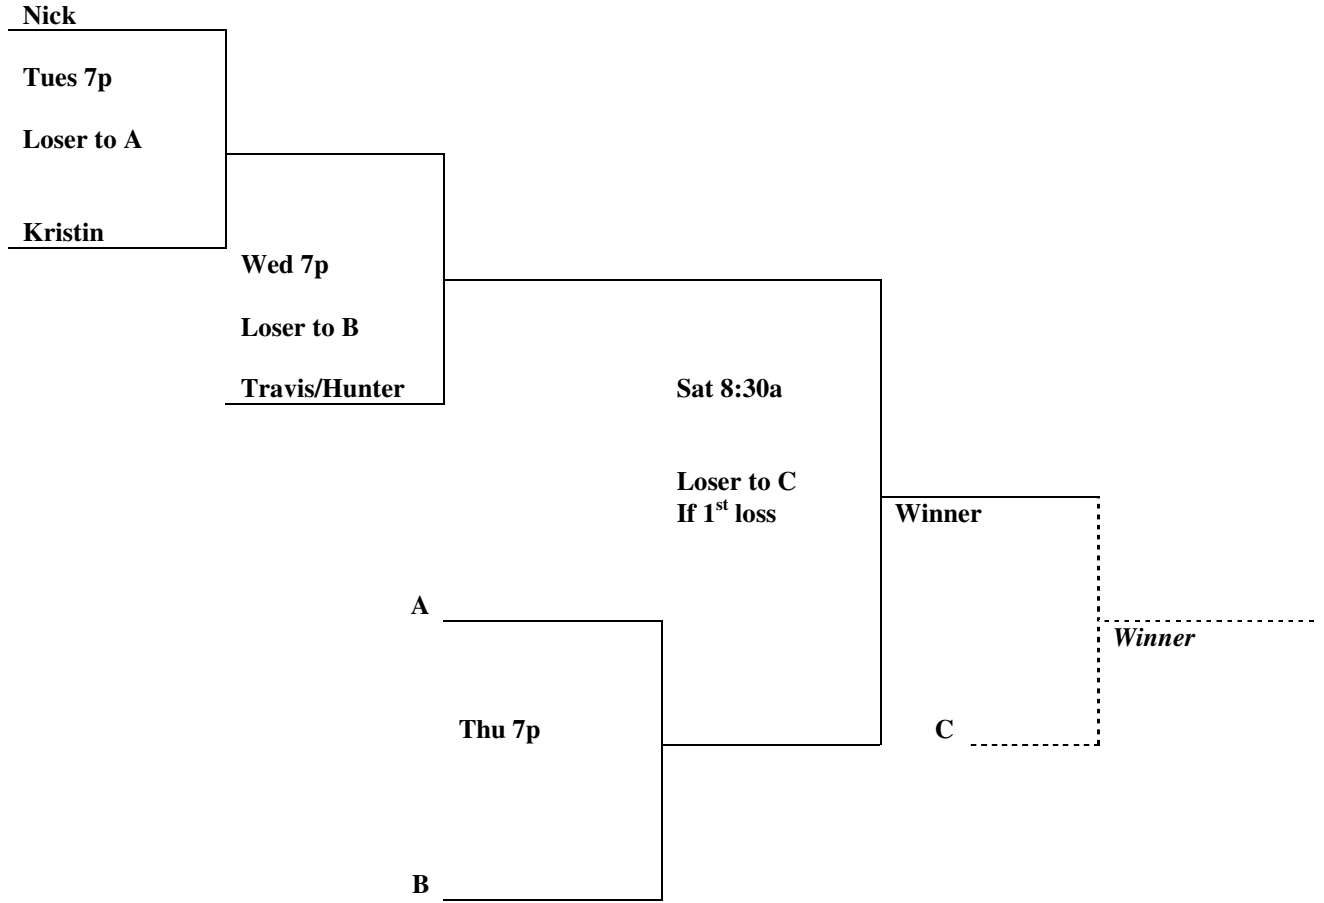 Nick
Tues 7p
Loser to A
Kristin
Wed 7p
Loser to B
Travis/Hunter
Sat 8:30a
Loser to C
If 1st loss
Winner
A
Winner
Thu 7p
C
B